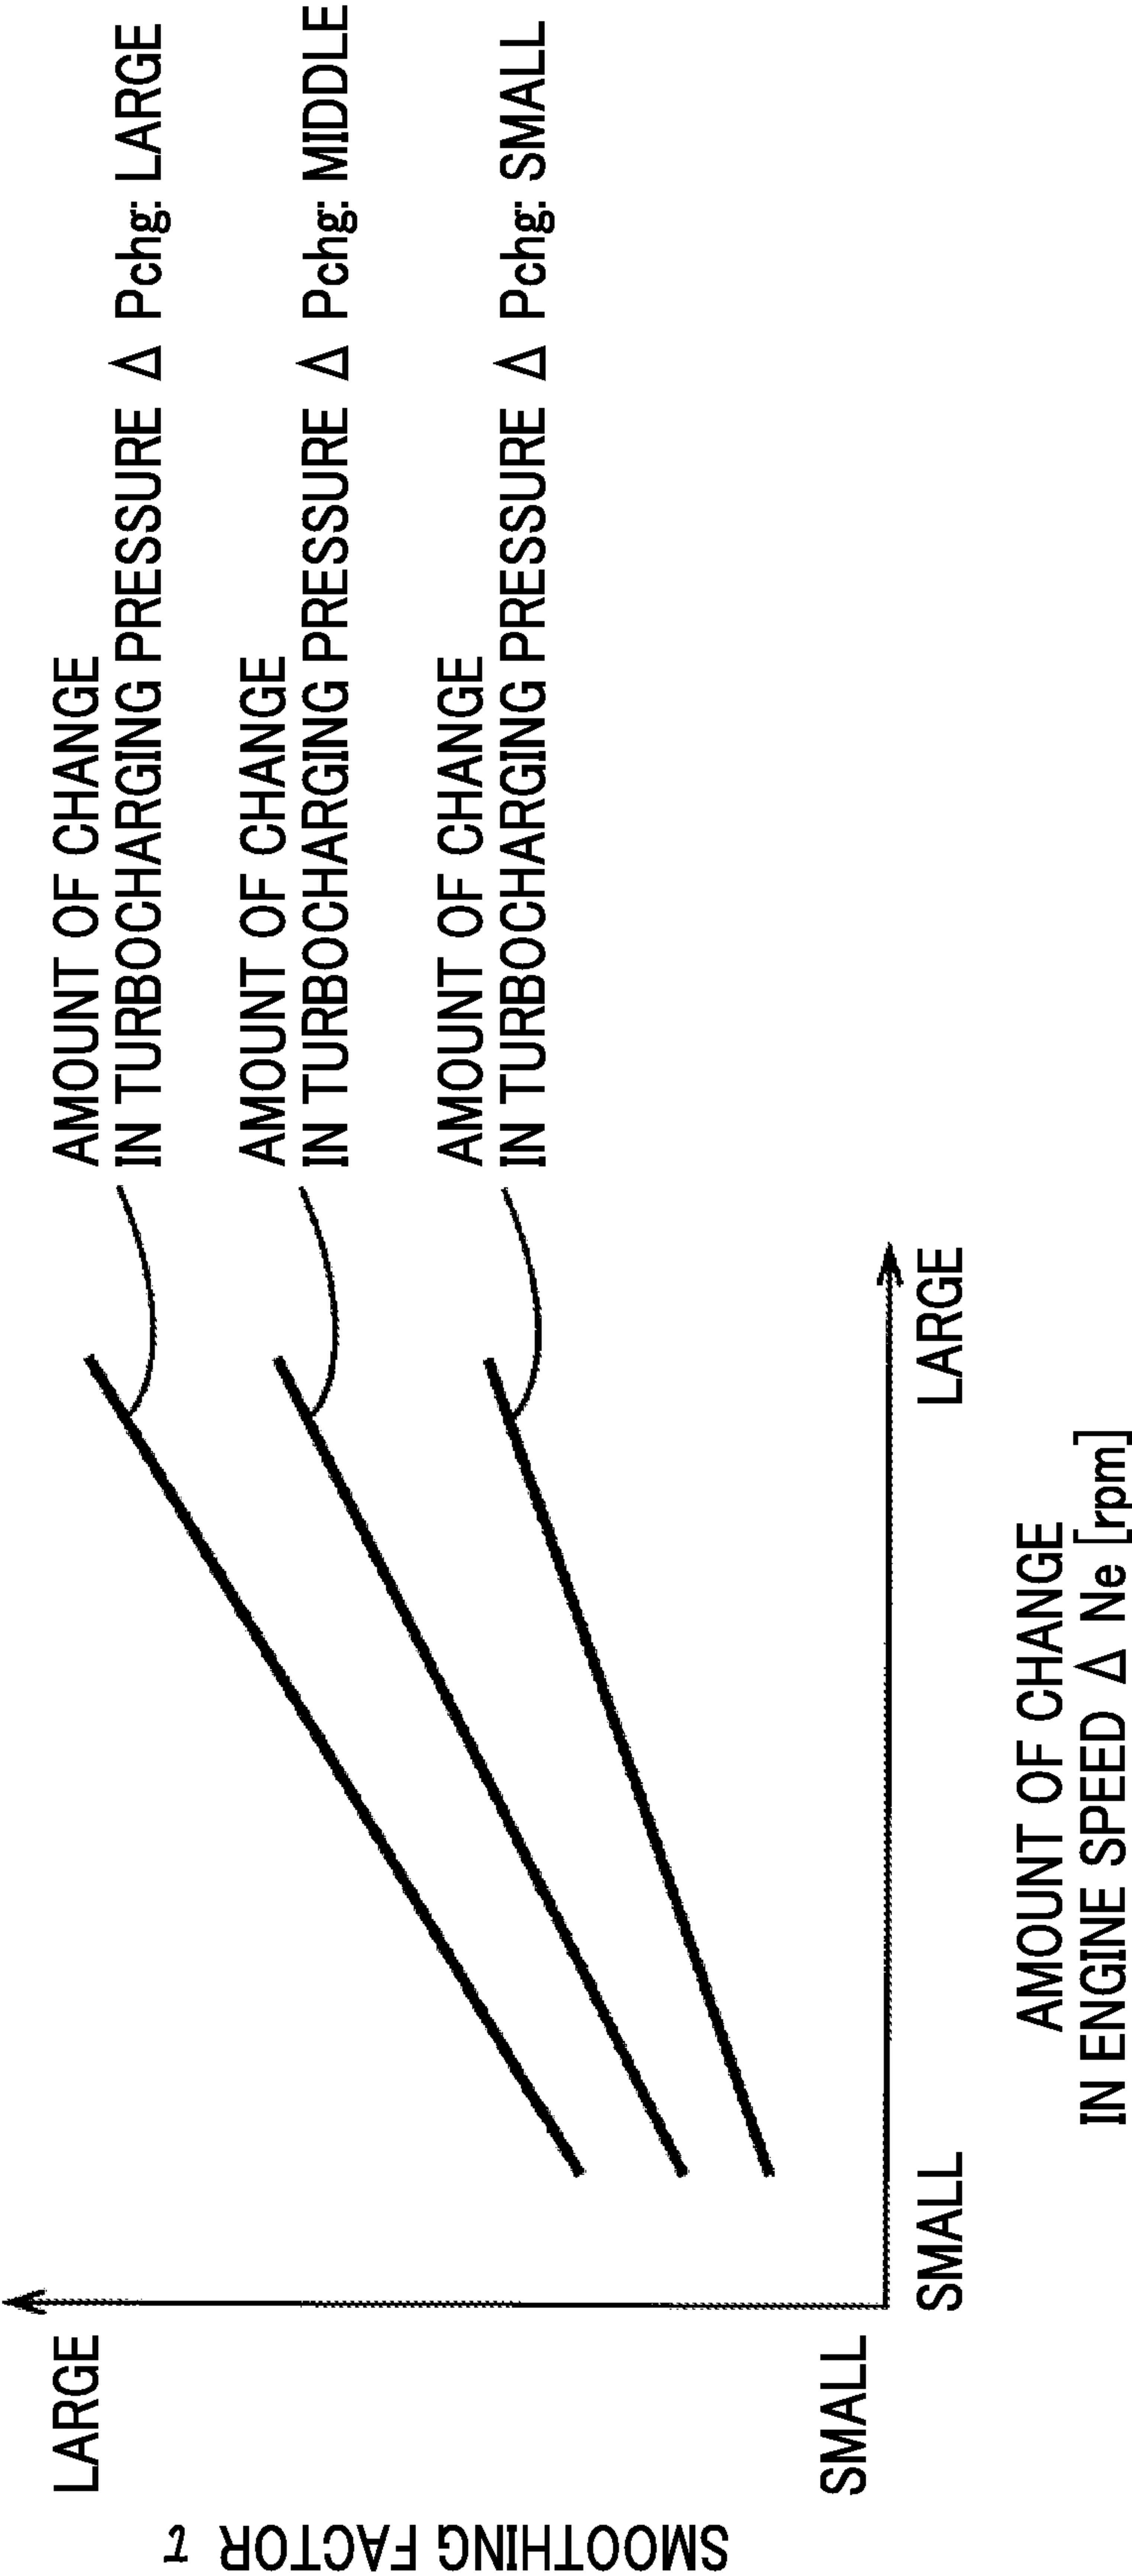 SMOOTHING FACTOR τ
LARGE
SMALL
AMOUNT OF CHANGE
IN TURBOCHARGING PRESSURE Δ Pchg: LARGE
AMOUNT OF CHANGE
IN TURBOCHARGING PRESSURE Δ Pchg: MIDDLE
AMOUNT OF CHANGE
IN TURBOCHARGING PRESSURE Δ Pchg: SMALL
SMALL
LARGE
AMOUNT OF CHANGE
IN ENGINE SPEED Δ Ne [rpm]